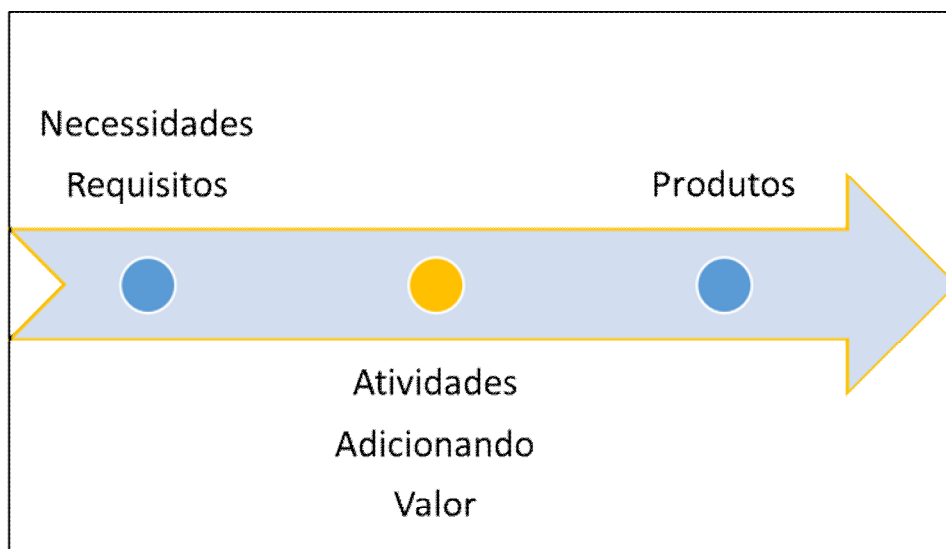 Necessidades
Requisitos
Produtos
Atividades
Adicionando
Valor